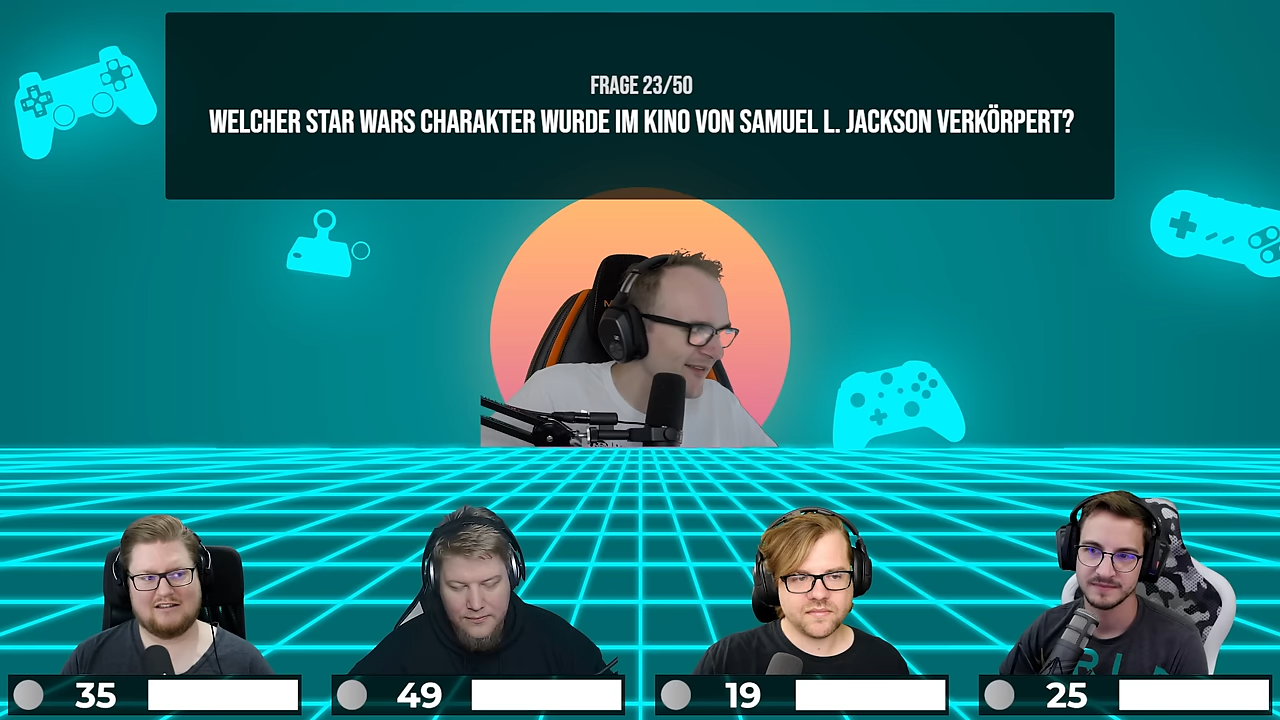 FRAGE 23/50
WELCHER STAR WARS CHARAKTER WURDE IM KINO VON SAMUEL L. JACKSON VERKÖRPERT?
35
49
19
25